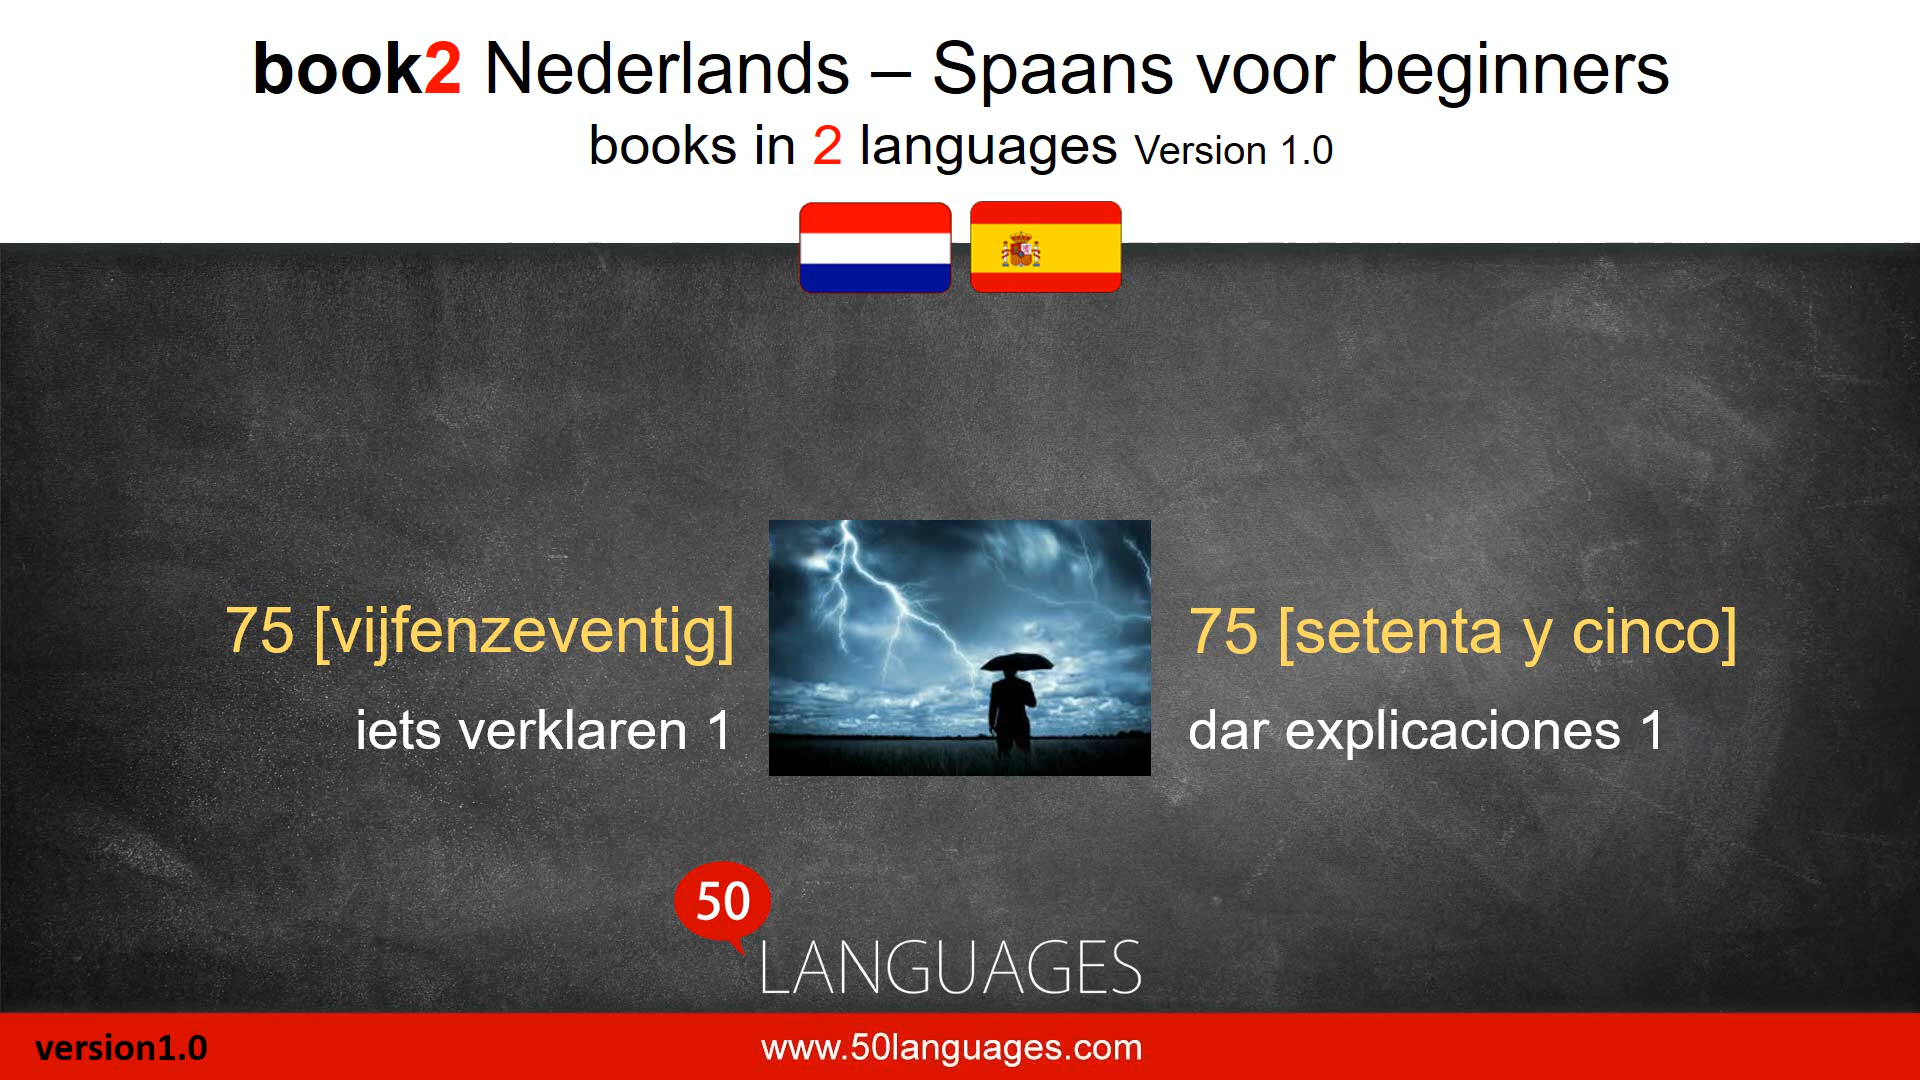 book2 Nederlands – Spaans voor beginners
books in 2 languages Version 1.0
75 [vijfenzeventig]
iets verklaren 1
75 [setenta y cinco]
dar explicaciones 1
50
LANGUAGES
version1.0
www.50languages.com